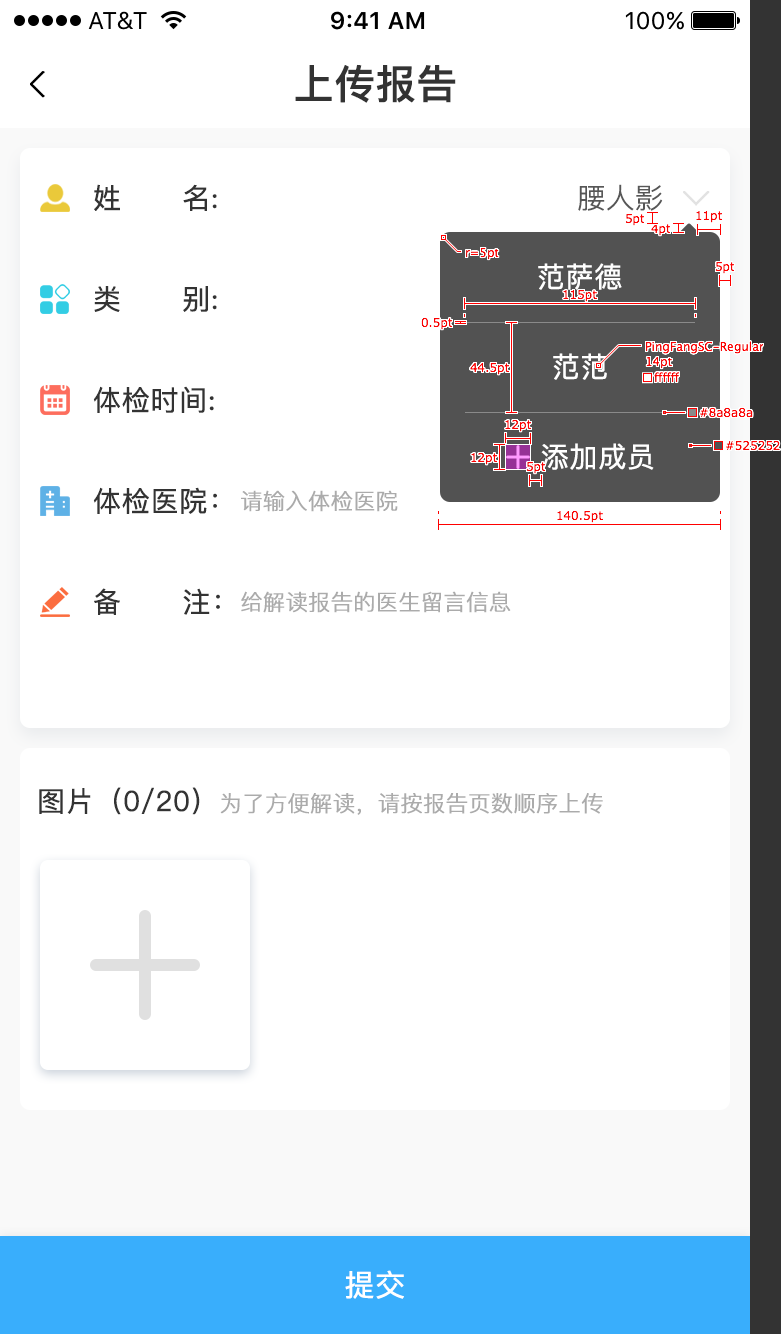 AT&T 9:41 AM 100%
上传报告
姓 名: 腰人影
5pt 11pt
4pt
r=5pt
范萨德
5pt
115pt
0.5pt
类 别:
PingFangSC-Regular
14pt
ffffff
44.5pt
范范
体检时间:
#8a8a8a
12pt
#525252
12pt
添加成员
5pt
体检医院： 请输入体检医院
140.5pt
备 注： 给解读报告的医生留言信息
图片（0/20） 为了方便解读，请按报告页数顺序上传
提交